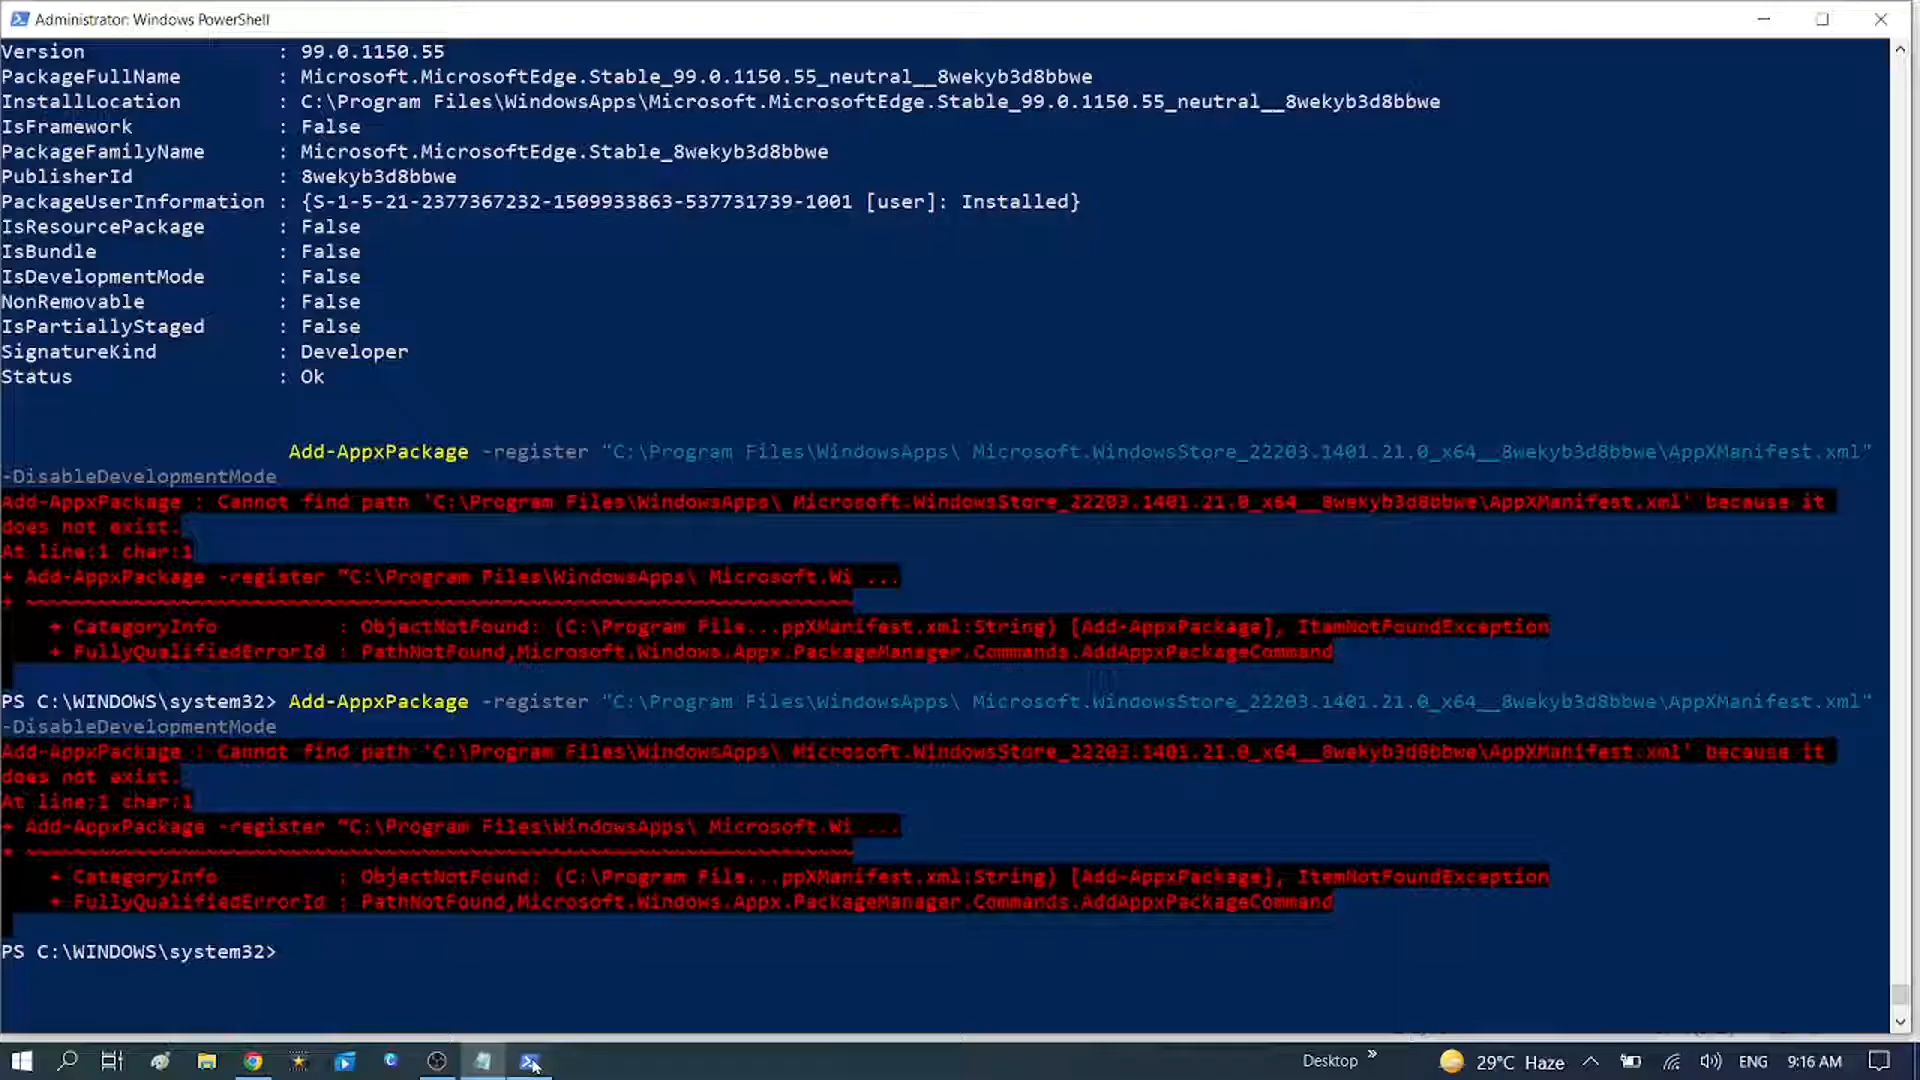 Administrator: Windows PowerShell
Version : 99.0.1150.55
PackageFullName : Microsoft.MicrosoftEdge.Stable_99.0.1150.55_neutral__8wekyb3d8bbwe
InstallLocation : C:\Program Files\WindowsApps\Microsoft.MicrosoftEdge.Stable_99.0.1150.55_neutral__8wekyb3d8bbwe
IsFramework : False
PackageFamilyName : Microsoft.MicrosoftEdge.Stable_8wekyb3d8bbwe
PublisherId : 8wekyb3d8bbwe
PackageUserInformation : {S-1-5-21-2377367232-1509933863-537731739-1001 [user]: Installed}
IsResourcePackage : False
IsBundle : False
IsDevelopmentMode : False
NonRemovable : False
IsPartiallyStaged : False
SignatureKind : Developer
Status : Ok
Add-AppxPackage -register "C:\Program Files\WindowsApps\ Microsoft.WindowsStore_22203.1401.21.0_x64__8wekyb3d8bbwe\AppXManifest.xml"
-DisableDevelopmentMode
Add-AppxPackage : Cannot find path 'C:\Program Files\WindowsApps\ Microsoft.WindowsStore_22203.1401.21.0_x64__8wekyb3d8bbwe\AppXManifest.xml' because it
does not exist.
At line:1 char:1
+ Add-AppxPackage -register "C:\Program Files\WindowsApps\ Microsoft.Wi ...
+ ~~~~~~~~~~~~~~~~~~~~~~~~~~~~~~~~~~~~~~~~~~~~~~~~~~~~~~~~~~~~~~~~~~~~~
+ CategoryInfo : ObjectNotFound: (C:\Program File...ppXManifest.xml:String) [Add-AppxPackage], ItemNotFoundException
+ FullyQualifiedErrorId : PathNotFound,Microsoft.Windows.Appx.PackageManager.Commands.AddAppxPackageCommand
PS C:\WINDOWS\system32> Add-AppxPackage -register "C:\Program Files\WindowsApps\ Microsoft.WindowsStore_22203.1401.21.0_x64__8wekyb3d8bbwe\AppXManifest.xml"
-DisableDevelopmentMode
Add-AppxPackage : Cannot find path 'C:\Program Files\WindowsApps\ Microsoft.WindowsStore_22203.1401.21.0_x64__8wekyb3d8bbwe\AppXManifest.xml' because it
does not exist.
At line:1 char:1
+ Add-AppxPackage -register "C:\Program Files\WindowsApps\ Microsoft.Wi ...
+ ~~~~~~~~~~~~~~~~~~~~~~~~~~~~~~~~~~~~~~~~~~~~~~~~~~~~~~~~~~~~~~~~~~~~~
+ CategoryInfo : ObjectNotFound: (C:\Program File...ppXManifest.xml:String) [Add-AppxPackage], ItemNotFoundException
+ FullyQualifiedErrorId : PathNotFound,Microsoft.Windows.Appx.PackageManager.Commands.AddAppxPackageCommand
PS C:\WINDOWS\system32>
Desktop » 29°C Haze ENG 9:16 AM